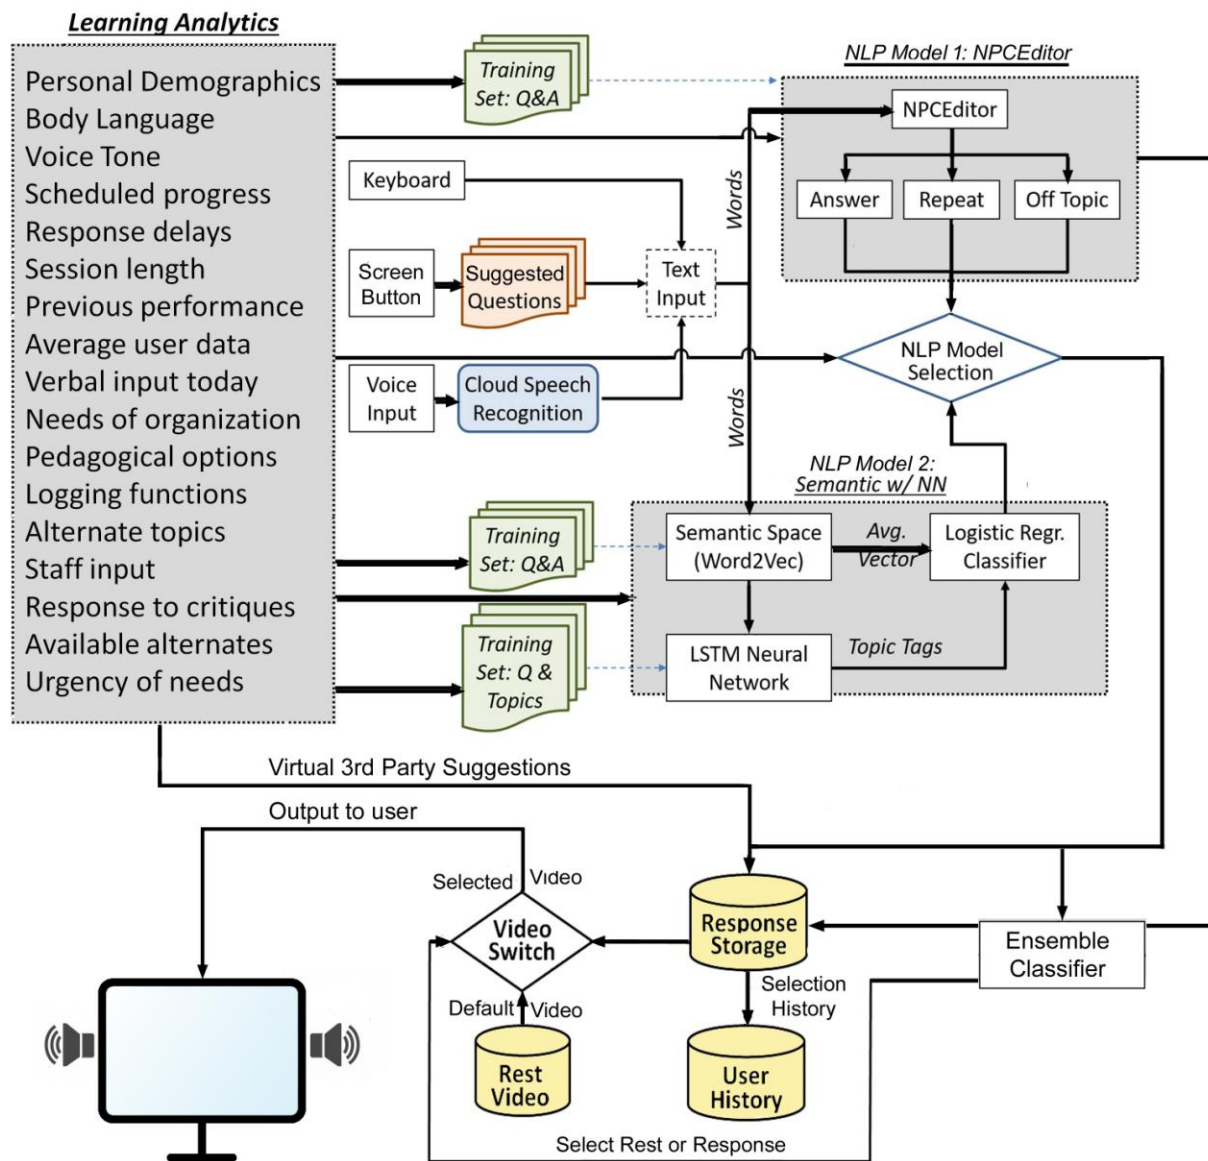 Learning Analytics
Personal Demographics
Body Language
Voice Tone
Scheduled progress
Response delays
Session length
Previous performance
Average user data
Verbal input today
Needs of organization
Pedagogical options
Logging functions
Alternate topics
Staff input
Response to critiques
Available alternates
Urgency of needs
Training
Set: Q&A
Keyboard
Screen
Button
Suggested
Questions
Voice
Input
Cloud Speech
Recognition
Text
Input
Words
Words
NLP Model 1: NPCEditor
NPCEditor
Answer
Repeat
Off Topic
NLP Model
Selection
NLP Model 2:
Semantic w/ NN
Training
Set: Q&A
Semantic Space
(Word2Vec)
Avg.
Vector
Logistic Regr.
Classifier
Training
Set: Q &
Topics
LSTM Neural
Network
Topic Tags
Virtual 3rd Party Suggestions
Output to user
Selected Video
Video
Switch
Default Video
Rest
Video
Response
Storage
Selection
History
User
History
Ensemble
Classifier
Select Rest or Response